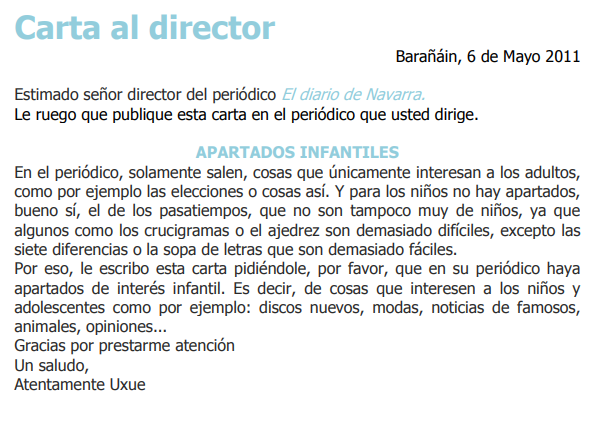 Carta al director
Barañáin, 6 de Mayo 2011
Estimado señor director del periódico El diario de Navarra.
Le ruego que publique esta carta en el periódico que usted dirige.
APARTADOS INFANTILES
En el periódico, solamente salen, cosas que únicamente interesan a los adultos,
como por ejemplo las elecciones o cosas así. Y para los niños no hay apartados,
bueno sí, el de los pasatiempos, que no son tampoco muy de niños, ya que
algunos como los crucigramas o el ajedrez son demasiado difíciles, excepto las
siete diferencias o la sopa de letras que son demasiado fáciles.
Por eso, le escribo esta carta pidiéndole, por favor, que en su periódico haya
apartados de interés infantil. Es decir, de cosas que interesen a los niños y
adolescentes como por ejemplo: discos nuevos, modas, noticias de famosos,
animales, opiniones...
Gracias por prestarme atención
Un saludo,
Atentamente Uxue